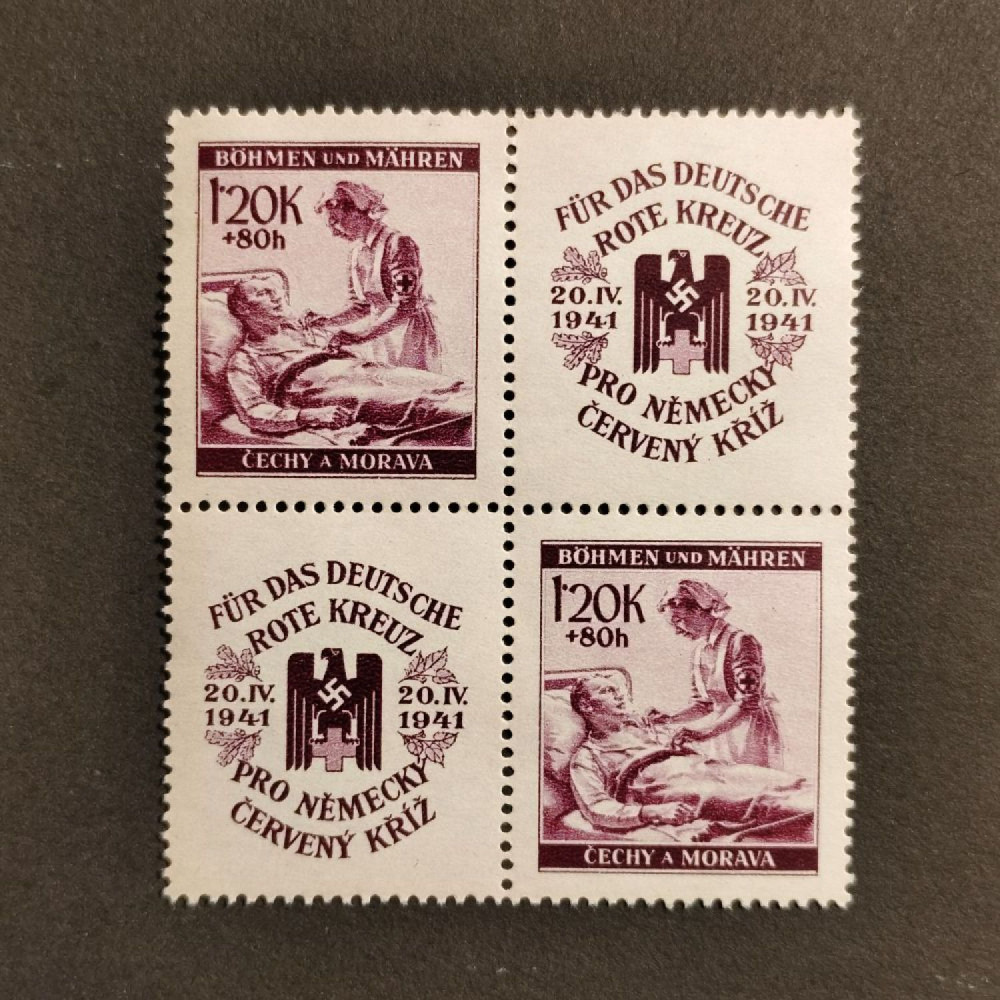 BÖHMEN UND MÄHREN
1'20K
+80h
ČECHY A MORAVA
FÜR DAS DEUTSCHE
ROTE KREUZ
20.IV. 20.IV.
1941 1941
PRO NĚMECKÝ
ČERVENÝ KŘÍŽ
FÜR DAS DEUTSCHE
ROTE KREUZ
20.IV. 20.IV.
1941 1941
PRO NĚMECKÝ
ČERVENÝ KŘÍŽ
BÖHMEN UND MÄHREN
1'20K
+80h
ČECHY A MORAVA